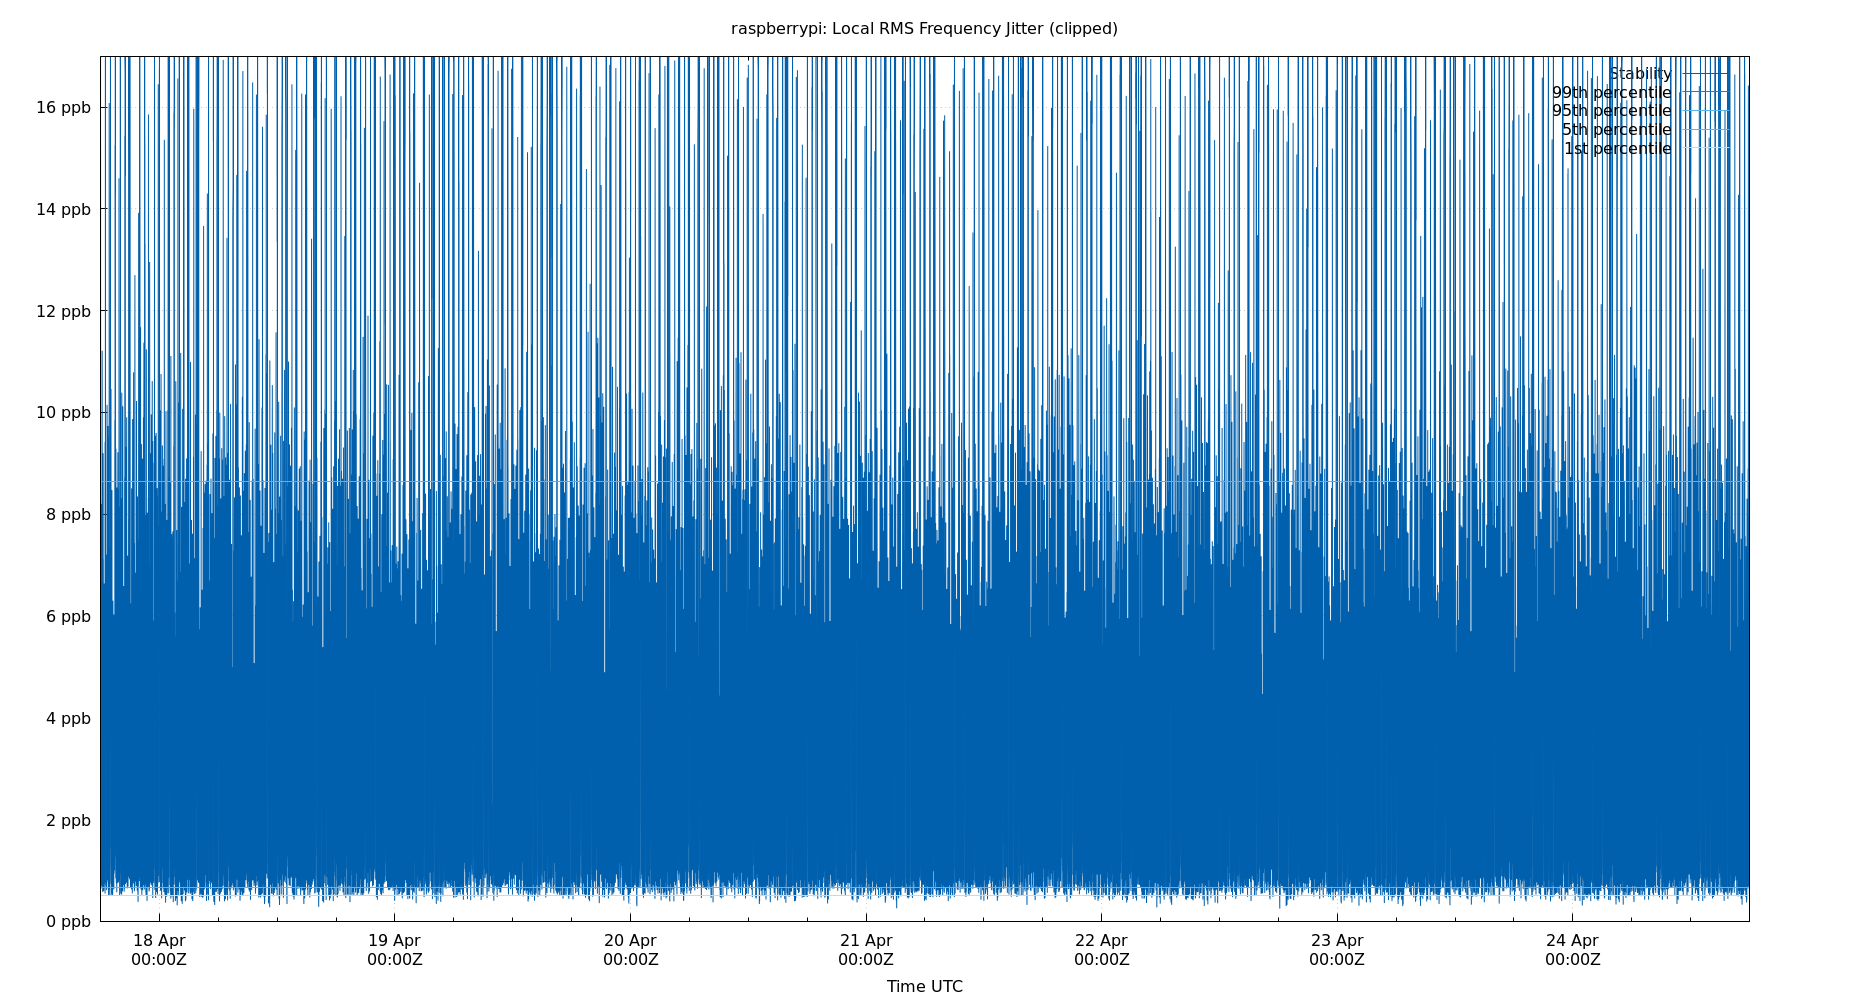 raspberrypi: Local RMS Frequency Jitter (clipped)
Stability
99th percentile
95th percentile
5th percentile
1st percentile
16 ppb
14 ppb
12 ppb
10 ppb
8 ppb
6 ppb
4 ppb
2 ppb
0 ppb
18 Apr 19 Apr 20 Apr 21 Apr 22 Apr 23 Apr 24 Apr
00:00Z 00:00Z 00:00Z 00:00Z 00:00Z 00:00Z 00:00Z
Time UTC